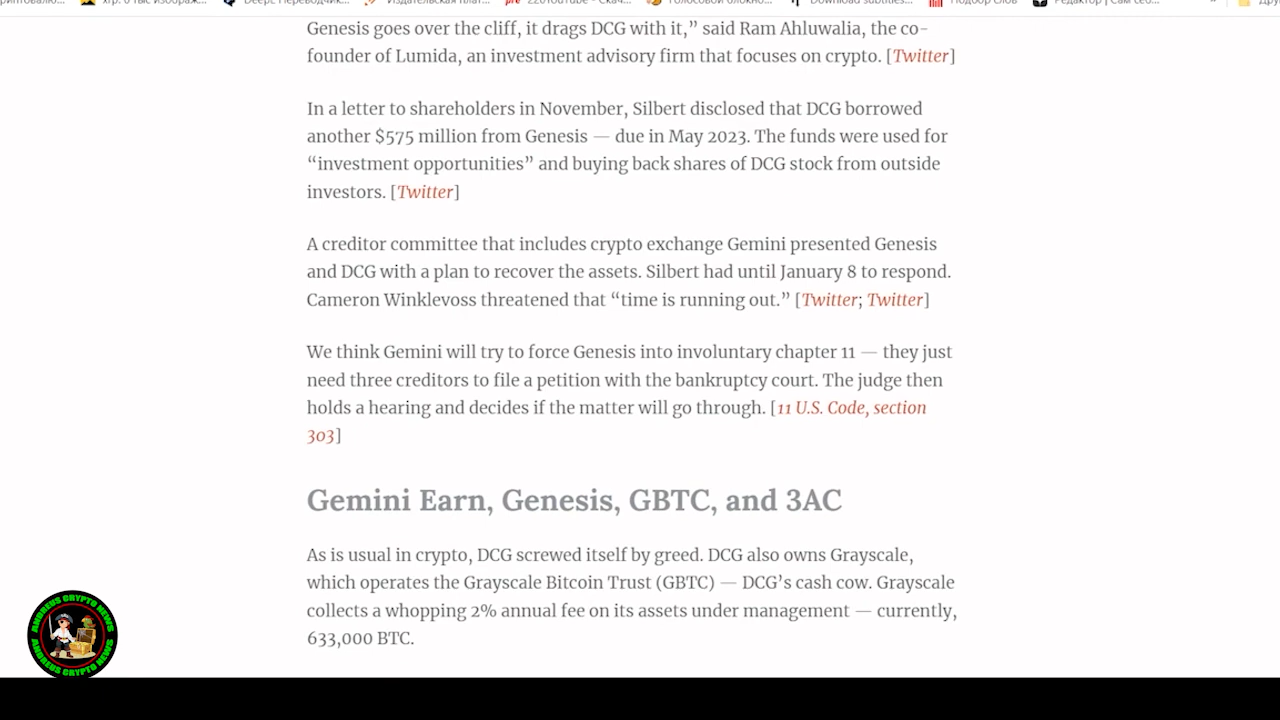 Genesis goes over the cliff, it drags DCG with it,” said Ram Ahluwalia, the co-
founder of Lumida, an investment advisory firm that focuses on crypto. [Twitter]
In a letter to shareholders in November, Silbert disclosed that DCG borrowed
another $575 million from Genesis — due in May 2023. The funds were used for
“investment opportunities” and buying back shares of DCG stock from outside
investors. [Twitter]
A creditor committee that includes crypto exchange Gemini presented Genesis
and DCG with a plan to recover the assets. Silbert had until January 8 to respond.
Cameron Winklevoss threatened that “time is running out.” [Twitter; Twitter]
We think Gemini will try to force Genesis into involuntary chapter 11 — they just
need three creditors to file a petition with the bankruptcy court. The judge then
holds a hearing and decides if the matter will go through. [11 U.S. Code, section
303]
Gemini Earn, Genesis, GBTC, and 3AC
As is usual in crypto, DCG screwed itself by greed. DCG also owns Grayscale,
which operates the Grayscale Bitcoin Trust (GBTC) — DCG’s cash cow. Grayscale
collects a whopping 2% annual fee on its assets under management — currently,
633,000 BTC.
ANDREUS CRYPTO NEWS
ANDREUS CRYPTO NEWS